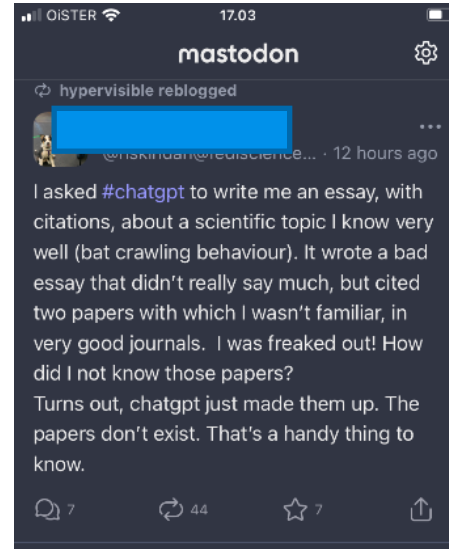 OiSTER
17.03
mastodon
hypervisible reblogged
12 hours ago
I asked #chatgpt to write me an essay, with
citations, about a scientific topic I know very
well (bat crawling behaviour). It wrote a bad
essay that didn't really say much, but cited
two papers with which I wasn't familiar, in
very good journals.  I was freaked out! How
did I not know those papers?
Turns out, chatgpt just made them up. The
papers don't exist. That's a handy thing to
know.
7 44 7